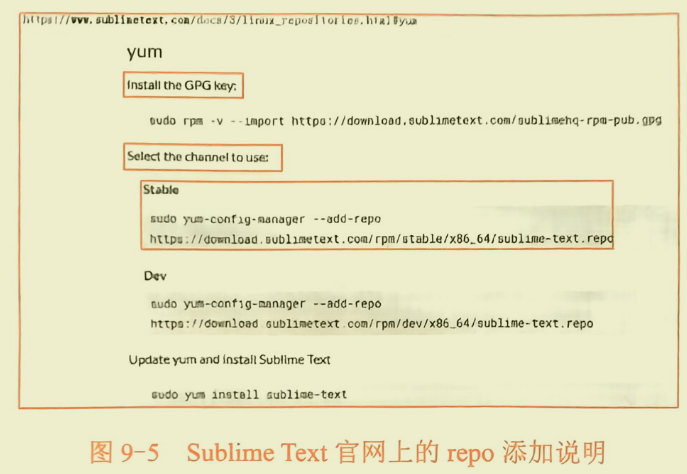 https://www.sublimetext.com/docs/3/linux_repositories.html#yum
yum
Install the GPG key:
sudo rpm -v --import https://download.sublimetext.com/sublimehq-rpm-pub.gpg
Select the channel to use:
Stable
sudo yum-config-manager --add-repo
https://download.sublimetext.com/rpm/stable/x86_64/sublime-text.repo
Dev
sudo yum-config-manager --add-repo
https://download.sublimetext.com/rpm/dev/x86_64/sublime-text.repo
Update yum and install Sublime Text
sudo yum install sublime-text
图 9-5 Sublime Text 官网上的 repo 添加说明